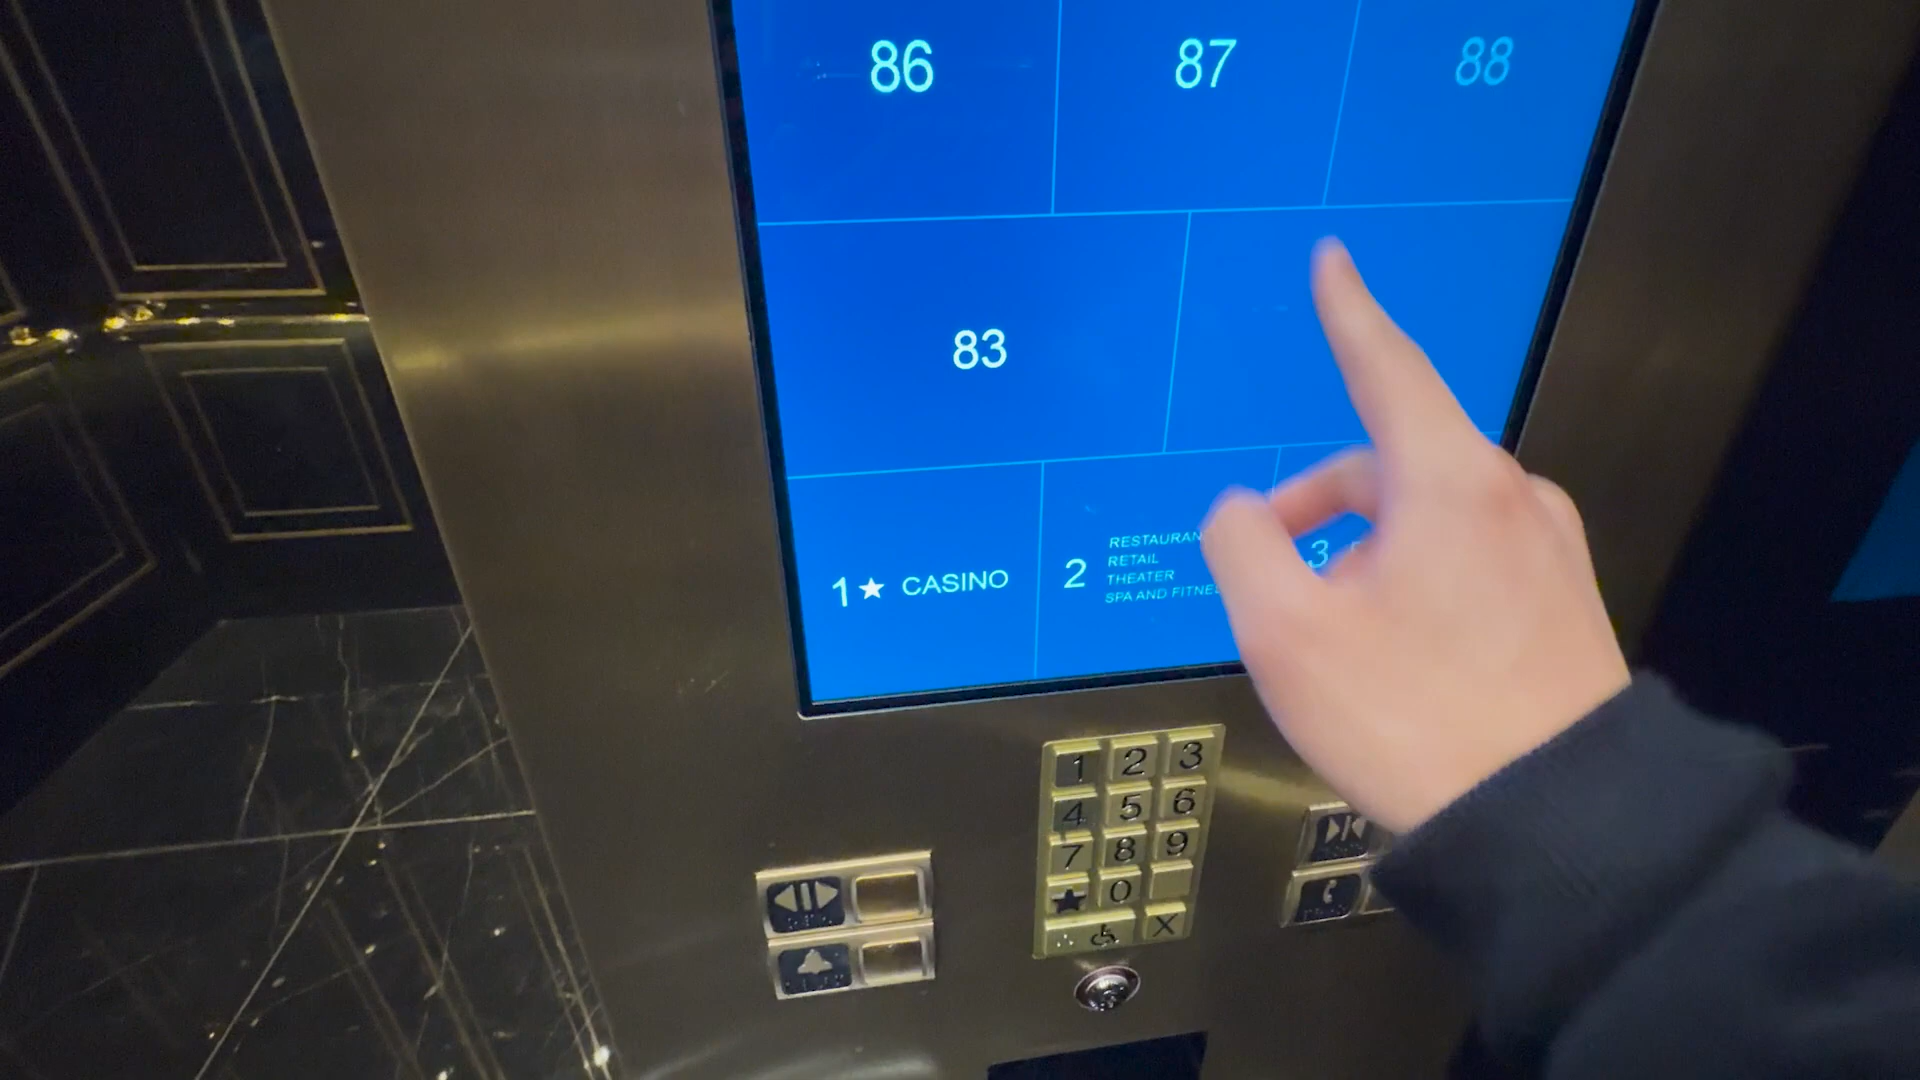 86
87
88
83
1★ CASINO
2
RESTAURAN
RETAIL
THEATER
SPA AND FITNE
3
1 2 3
4 5 6
7 8 9
★ 0
X